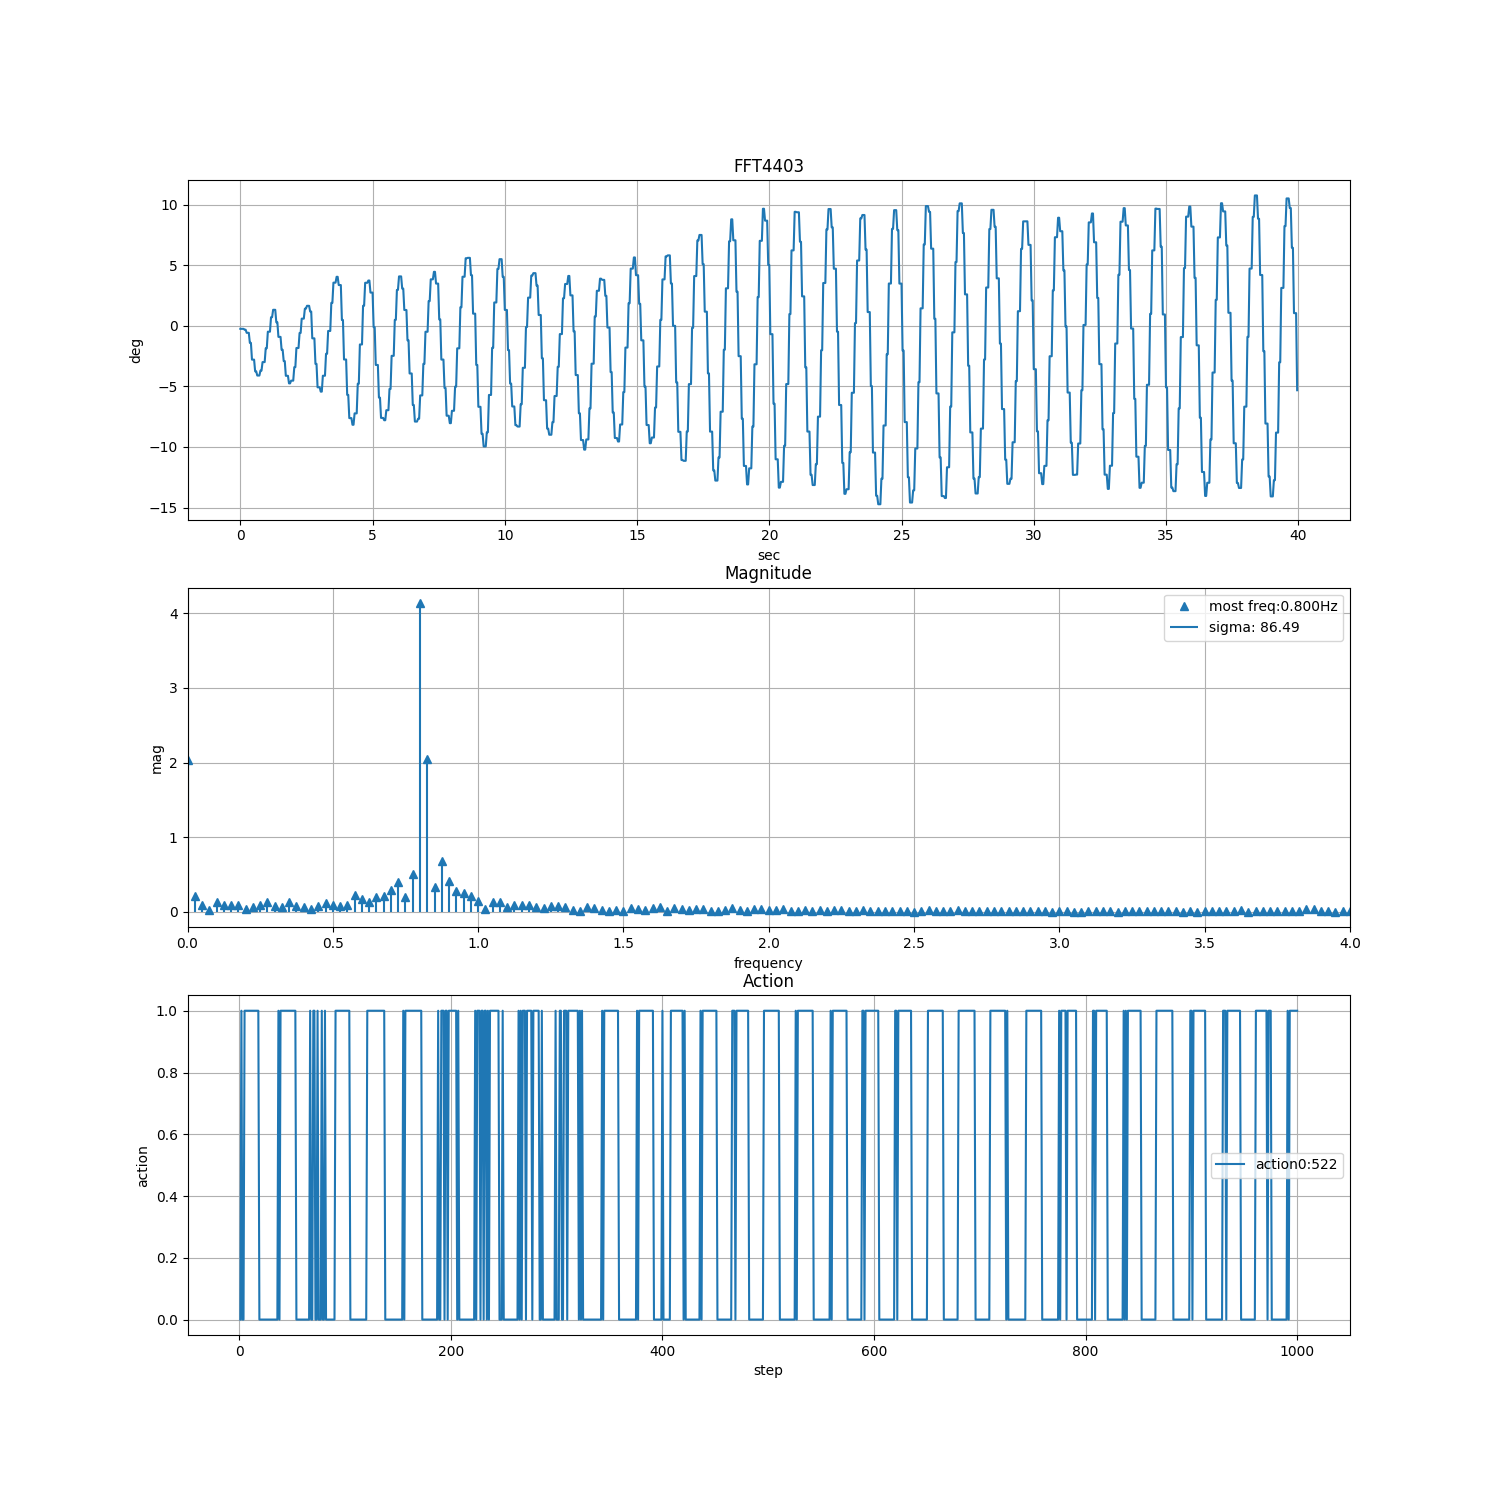 FFT4403
10
5
0
−5
−10
−15
deg
0 5 10 15 20 25 30 35 40
sec
Magnitude
4
3
2
1
0
mag
most freq:0.800Hz
sigma: 86.49
0.0 0.5 1.0 1.5 2.0 2.5 3.0 3.5 4.0
frequency
Action
1.0
0.8
0.6
0.4
0.2
0.0
action
action0:522
0 200 400 600 800 1000
step